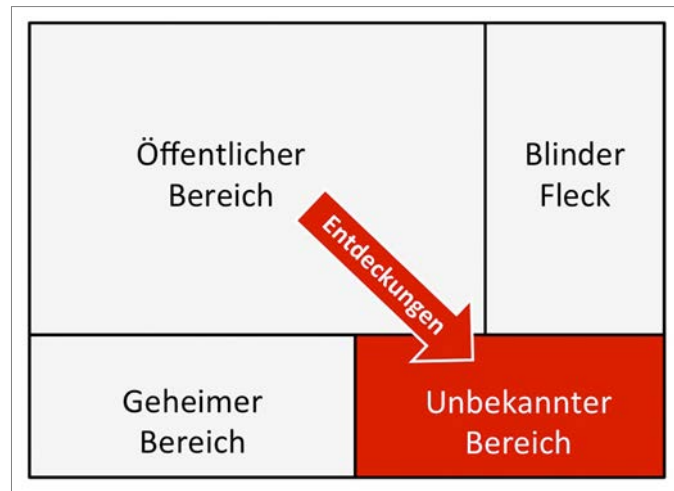 Öffentlicher
Bereich
Blinder
Fleck
Entdeckungen
Geheimer
Bereich
Unbekannter
Bereich